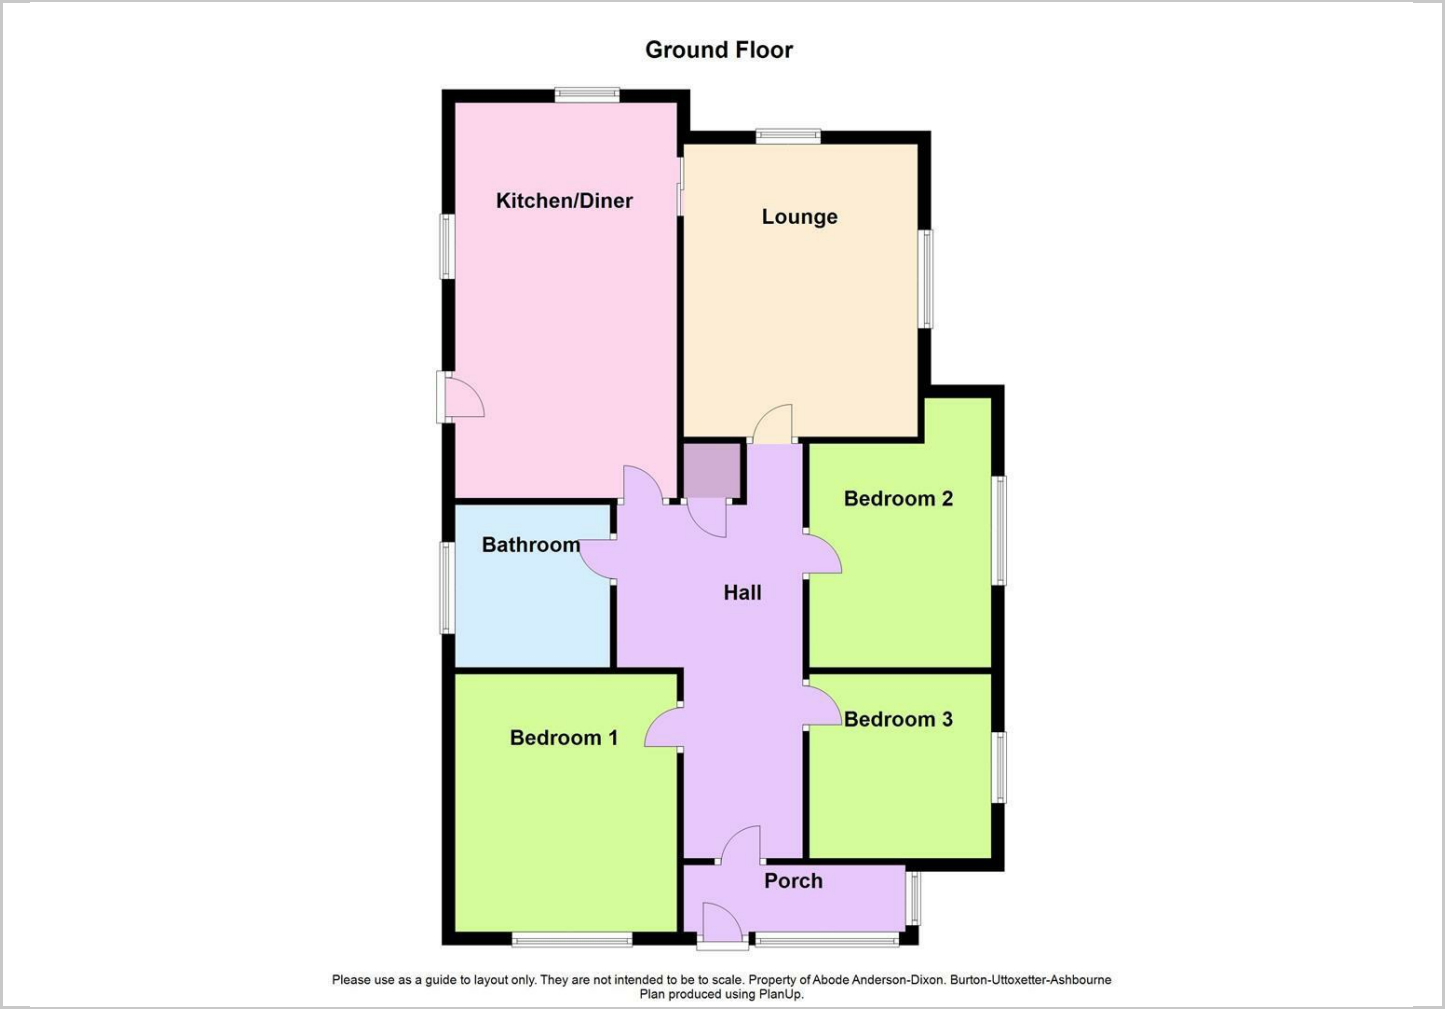 Ground Floor
Kitchen/Diner
Lounge
Bedroom 2
Bathroom
Hall
Bedroom 3
Bedroom 1
Porch
Please use as a guide to layout only. They are not intended to be to scale. Property of Abode Anderson-Dixon. Burton-Uttoxetter-Ashbourne
Plan produced using PlanUp.